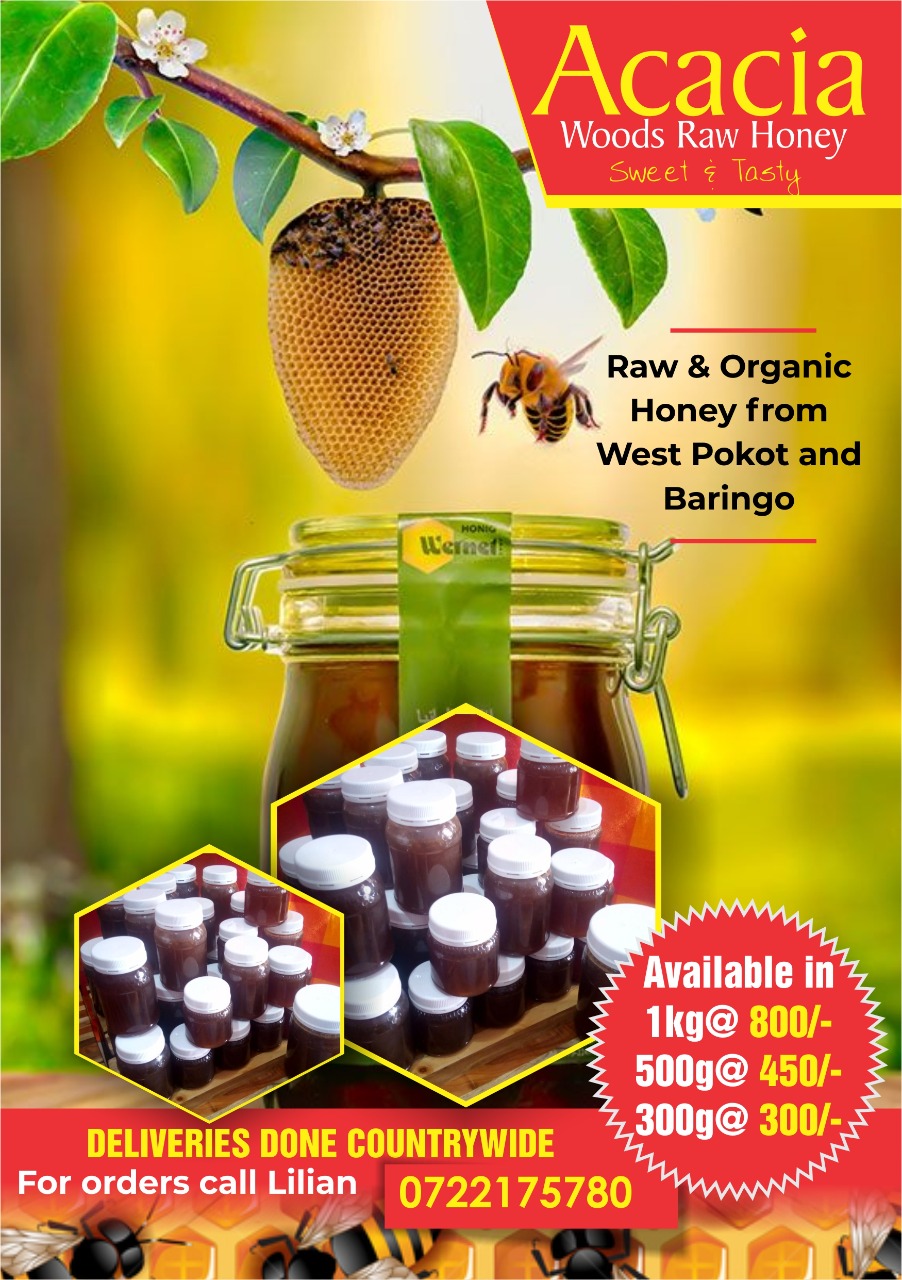 Acacia
Woods Raw Honey
Sweet & Tasty
Raw & Organic
Honey from
West Pokot and
Baringo
HONIG
Wernet
Available in
1kg@ 800/-
500g@ 450/-
300g@ 300/-
DELIVERIES DONE COUNTRYWIDE
For orders call Lilian
0722175780